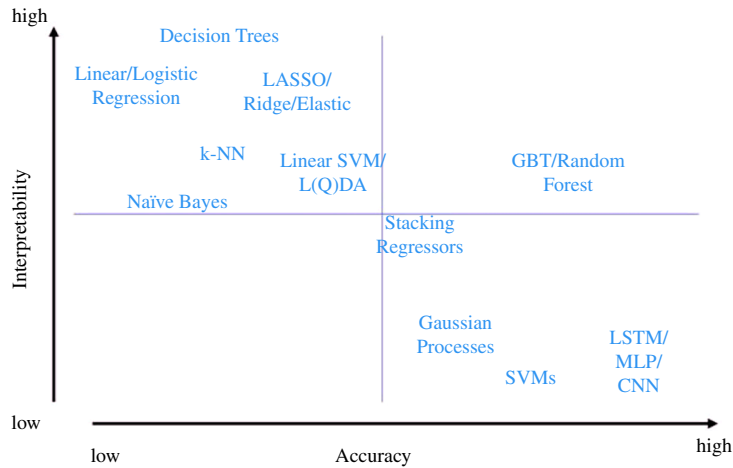 high
Decision Trees
Linear/Logistic
Regression
LASSO/
Ridge/Elastic
k-NN
Linear SVM/
L(Q)DA
GBT/Random
Forest
Naïve Bayes
Interpretability
Stacking
Regressors
Gaussian
Processes
SVMs
LSTM/
MLP/
CNN
low
low
Accuracy
high